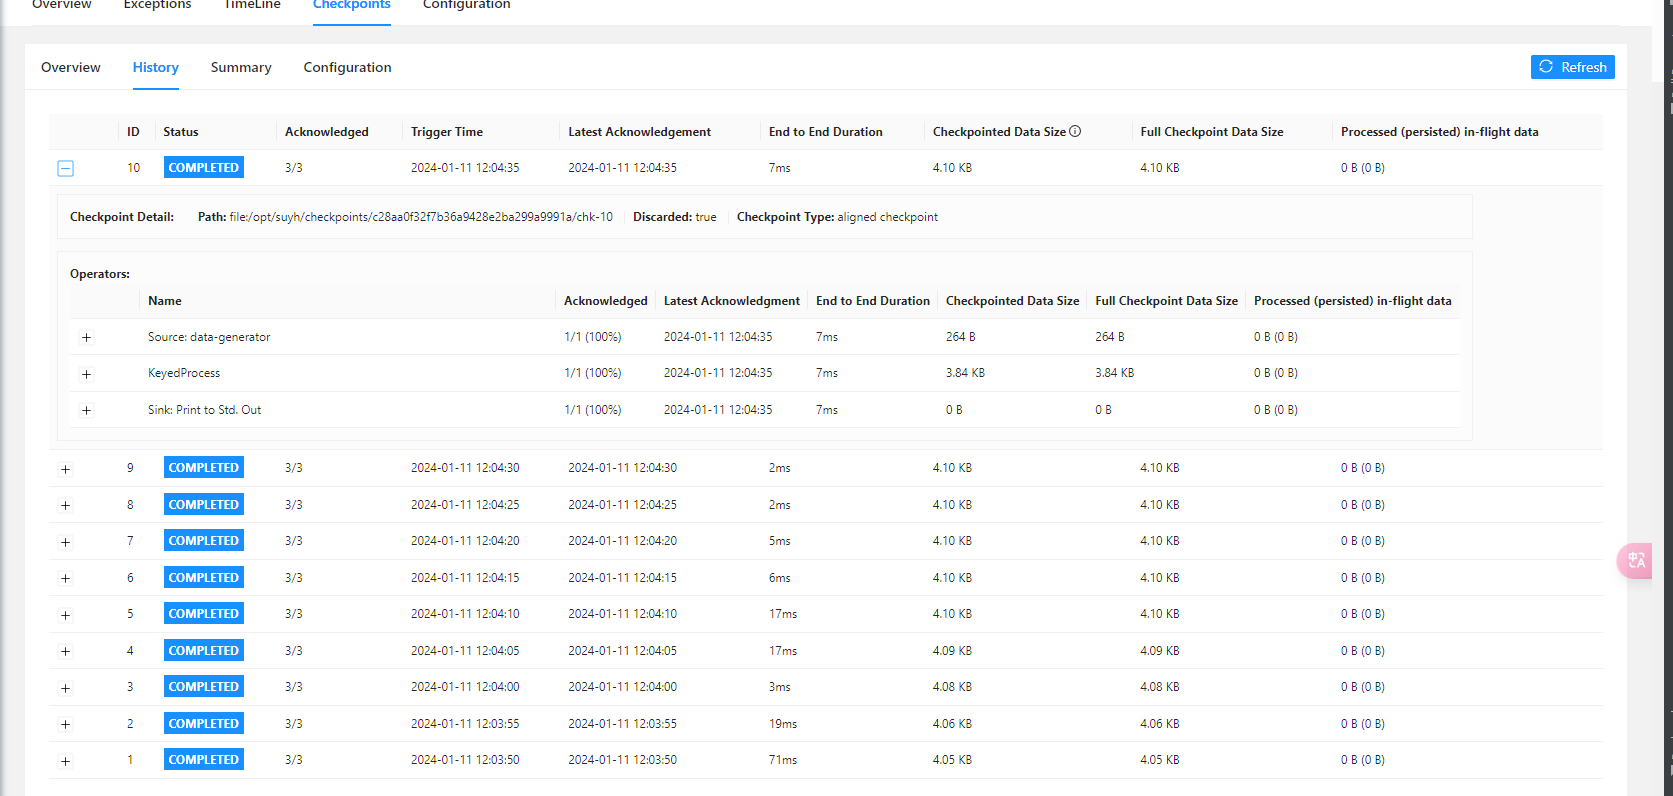 Overview Exceptions TimeLine Checkpoints Configuration
Overview History Summary Configuration Refresh
ID Status Acknowledged Trigger Time Latest Acknowledgement End to End Duration Checkpointed Data Size Full Checkpoint Data Size Processed (persisted) in-flight data
10 COMPLETED 3/3 2024-01-11 12:04:35 2024-01-11 12:04:35 7ms 4.10 KB 4.10 KB 0 B (0 B)
Checkpoint Detail: Path: file:/opt/suyh/checkpoints/c28aa0f32f7b36a9428e2ba299a9991a/chk-10 Discarded: true Checkpoint Type: aligned checkpoint
Operators:
Name Acknowledged Latest Acknowledgment End to End Duration Checkpointed Data Size Full Checkpoint Data Size Processed (persisted) in-flight data
+ Source: data-generator 1/1 (100%) 2024-01-11 12:04:35 7ms 264 B 264 B 0 B (0 B)
+ KeyedProcess 1/1 (100%) 2024-01-11 12:04:35 7ms 3.84 KB 3.84 KB 0 B (0 B)
+ Sink: Print to Std. Out 1/1 (100%) 2024-01-11 12:04:35 7ms 0 B 0 B 0 B (0 B)
+ 9 COMPLETED 3/3 2024-01-11 12:04:30 2024-01-11 12:04:30 2ms 4.10 KB 4.10 KB 0 B (0 B)
+ 8 COMPLETED 3/3 2024-01-11 12:04:25 2024-01-11 12:04:25 2ms 4.10 KB 4.10 KB 0 B (0 B)
+ 7 COMPLETED 3/3 2024-01-11 12:04:20 2024-01-11 12:04:20 5ms 4.10 KB 4.10 KB 0 B (0 B)
+ 6 COMPLETED 3/3 2024-01-11 12:04:15 2024-01-11 12:04:15 6ms 4.10 KB 4.10 KB 0 B (0 B)
+ 5 COMPLETED 3/3 2024-01-11 12:04:10 2024-01-11 12:04:10 17ms 4.10 KB 4.10 KB 0 B (0 B)
+ 4 COMPLETED 3/3 2024-01-11 12:04:05 2024-01-11 12:04:05 17ms 4.09 KB 4.09 KB 0 B (0 B)
+ 3 COMPLETED 3/3 2024-01-11 12:04:00 2024-01-11 12:04:00 3ms 4.08 KB 4.08 KB 0 B (0 B)
+ 2 COMPLETED 3/3 2024-01-11 12:03:55 2024-01-11 12:03:55 19ms 4.06 KB 4.06 KB 0 B (0 B)
+ 1 COMPLETED 3/3 2024-01-11 12:03:50 2024-01-11 12:03:50 71ms 4.05 KB 4.05 KB 0 B (0 B)